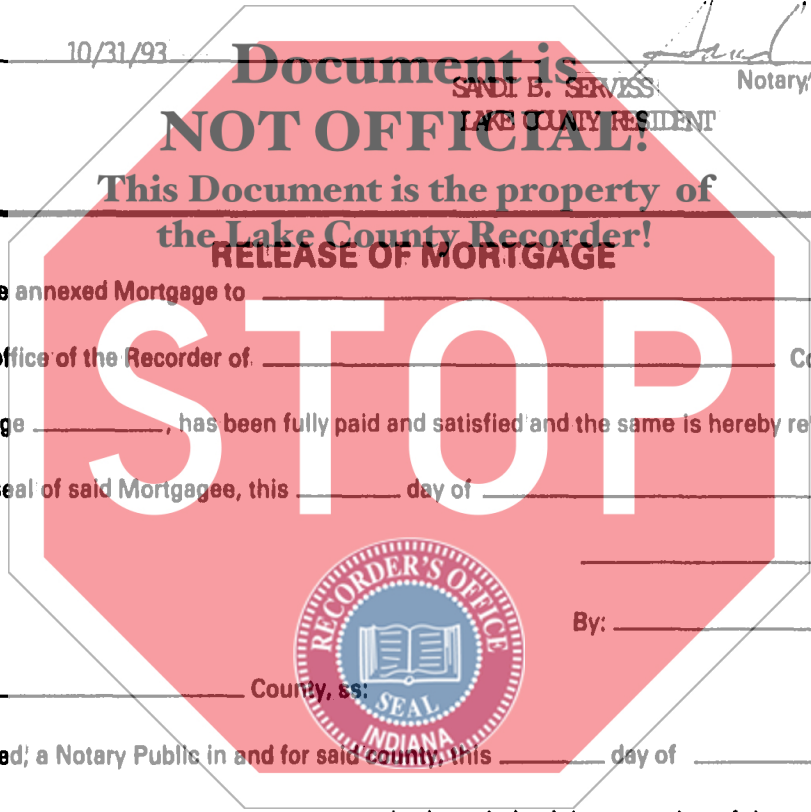 10/31/93
Document is
SANDI B. SERVISS
Notary
NOT OFFICIAL!
LAKE COUNTY RESIDENT
This Document is the property of
the Lake County Recorder!
RELEASE OF MORTGAGE
annexed Mortgage to
office of the Recorder of
STOP
, has been fully paid and satisfied and the same is hereby
seal of said Mortgagee, this day of
RECORDER'S OFFICE
By:
County, ss:
SEAL
INDIANA
a Notary Public in and for said county, this day of